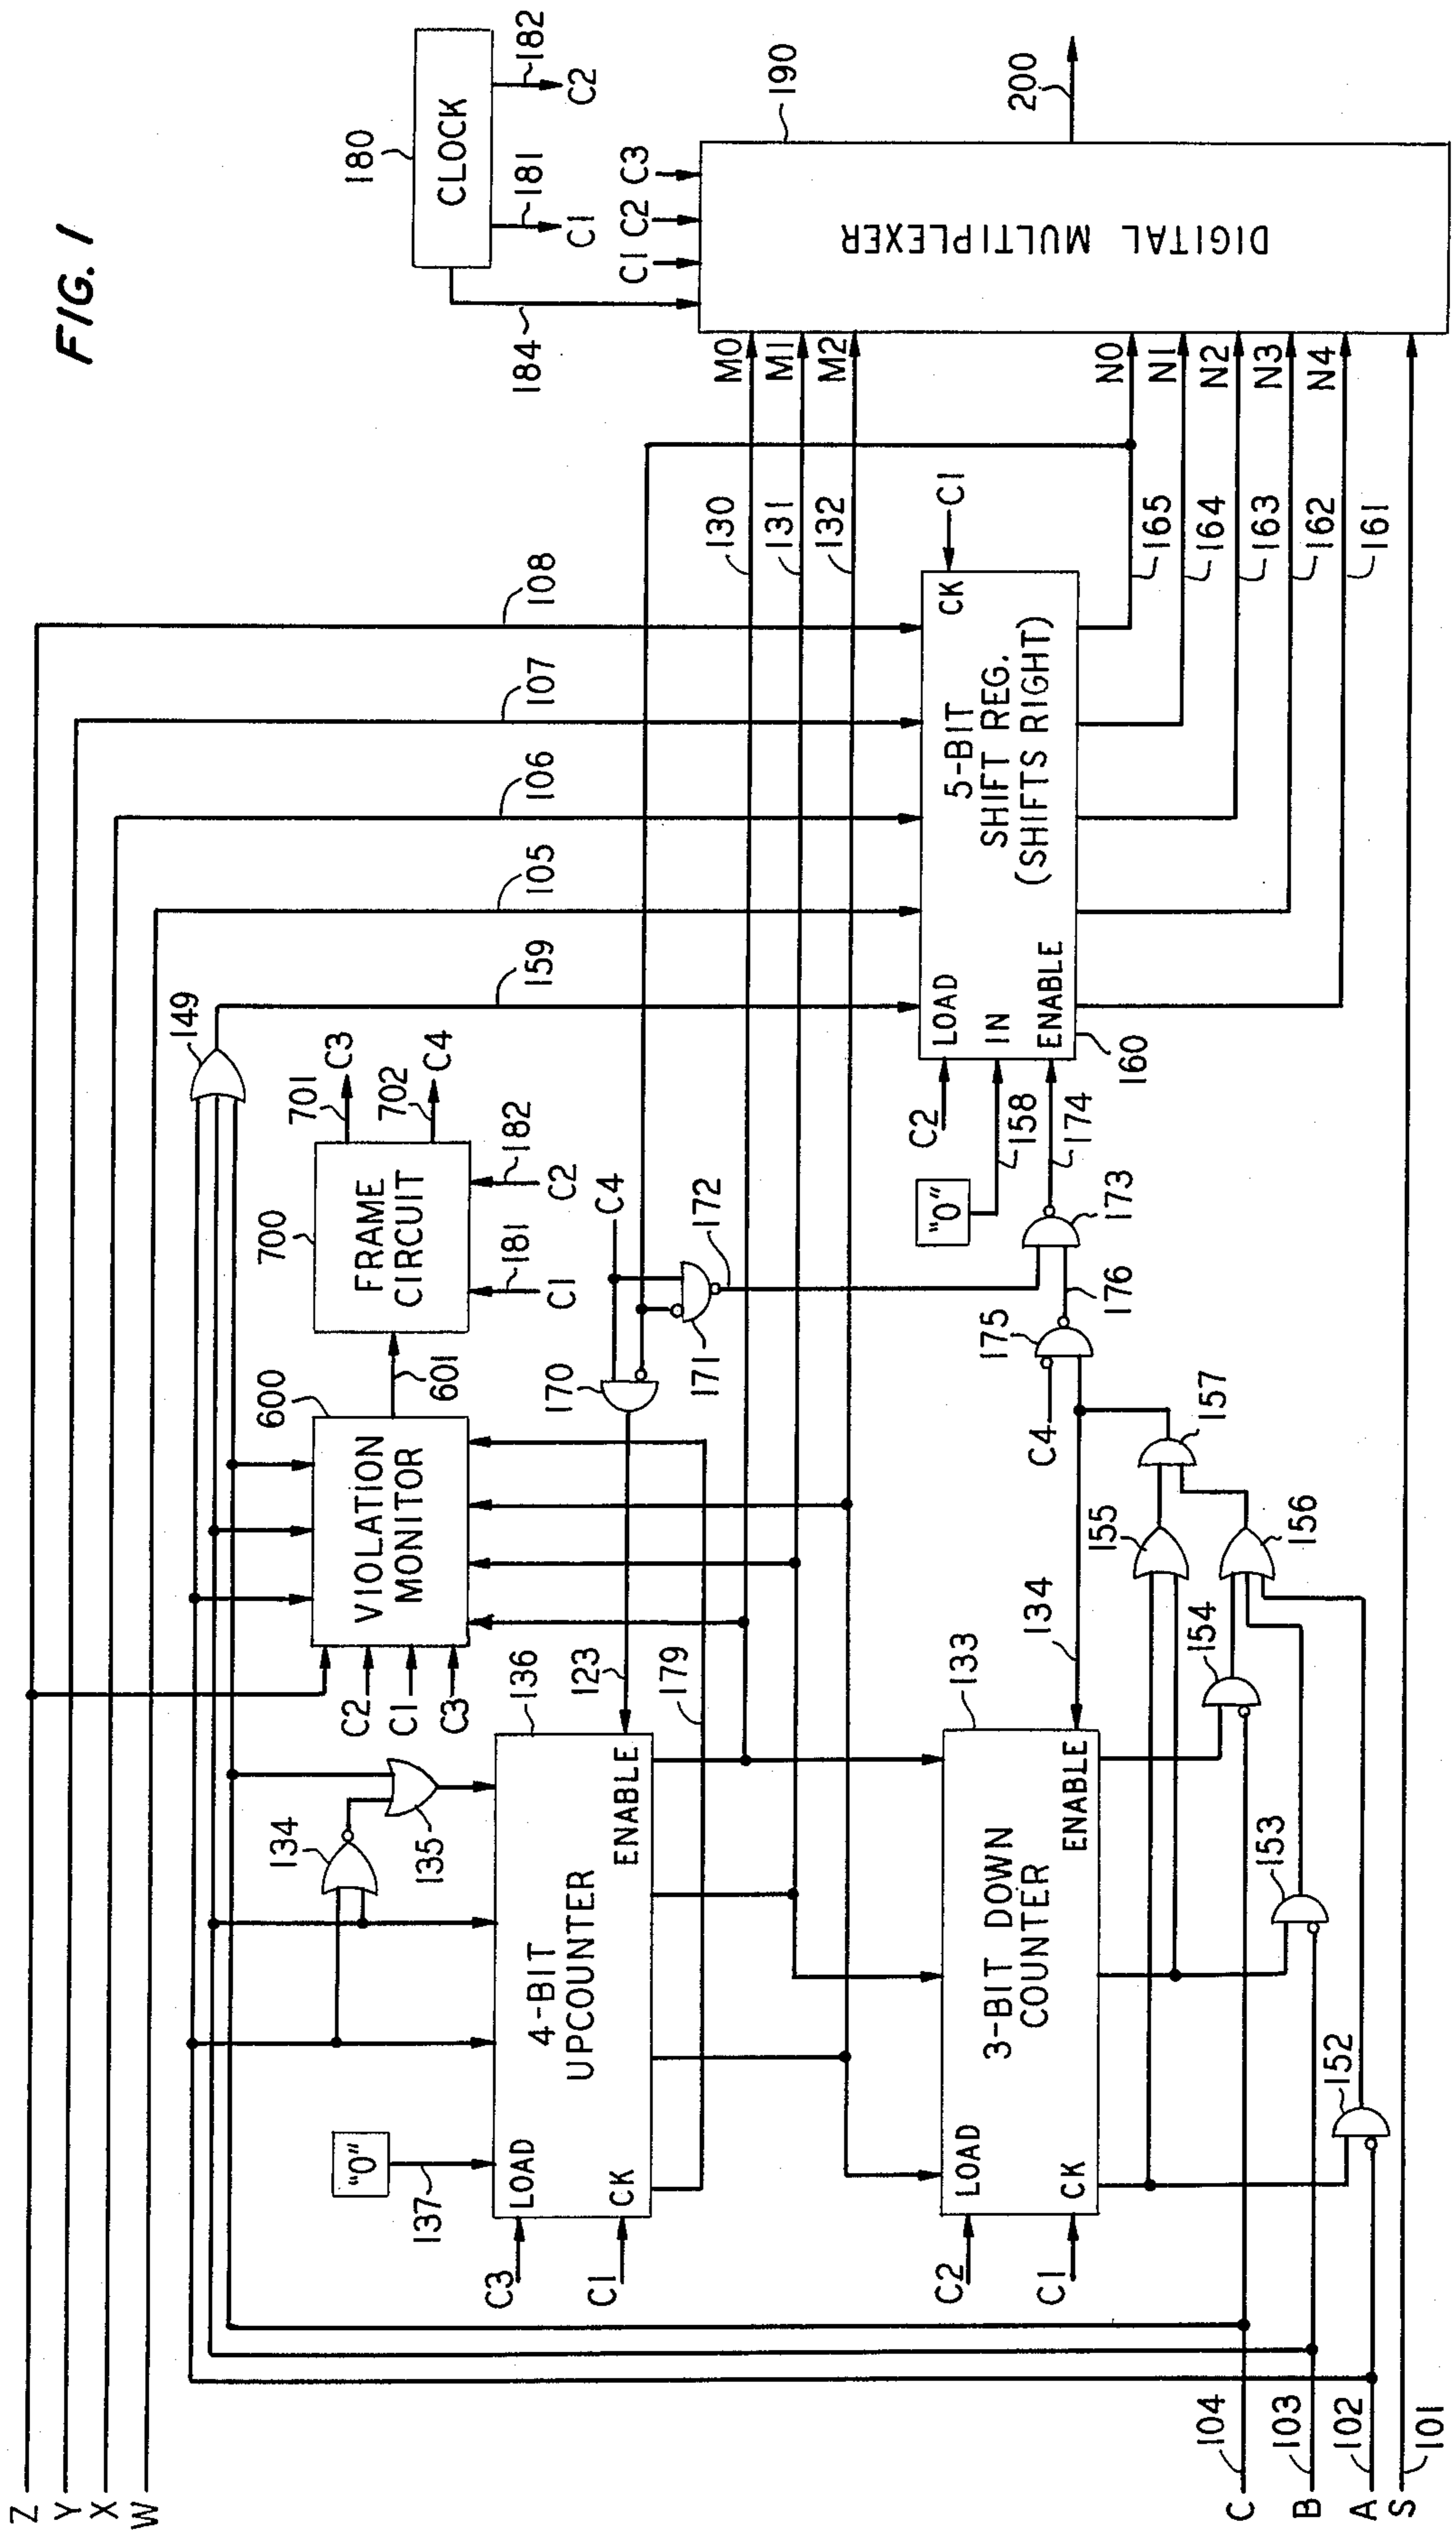 FIG. 1
Z
Y
X
W
180
CLOCK
181
182
C1
C2
184
C1
C2
C3
190
DIGITAL MULTIPLEXER
200
M0
M1
M2
N0
N1
N2
N3
N4
149
159
105
106
107
108
130
131
132
600
VIOLATION
MONITOR
601
C2
C1
C3
700
FRAME
CIRCUIT
701
C3
702
C4
181
182
C1
C2
134
135
"0"
137
136
4-BIT
UPCOUNTER
LOAD
CK
ENABLE
C3
C1
123
179
170
C4
171
172
133
3-BIT DOWN
COUNTER
LOAD
CK
ENABLE
C2
C1
134
C4
175
176
173
174
"0"
158
C2
LOAD
IN
ENABLE
5-BIT
SHIFT REG.
(SHIFTS RIGHT)
CK
C1
160
165
164
163
162
161
152
153
154
155
156
157
C
104
B
103
A
102
S
101